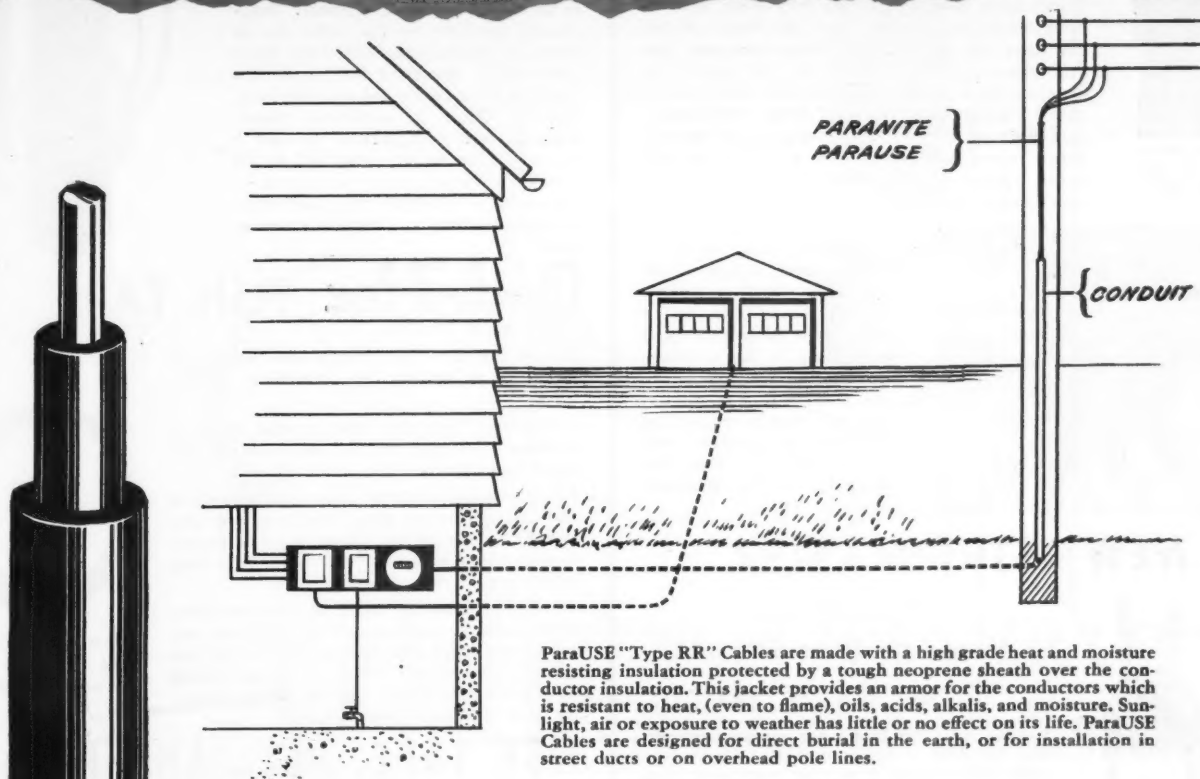 PARANITE
PARAUSE
CONDUIT
ParaUSE "Type RR" Cables are made with a high grade heat and moisture
resisting insulation protected by a tough neoprene sheath over the con-
ductor insulation. This jacket provides an armor for the conductors which
is resistant to heat, (even to flame), oils, acids, alkalis, and moisture. Sun-
light, air or exposure to weather has little or no effect on its life. ParaUSE
Cables are designed for direct burial in the earth, or for installation in
street ducts or on overhead pole lines.